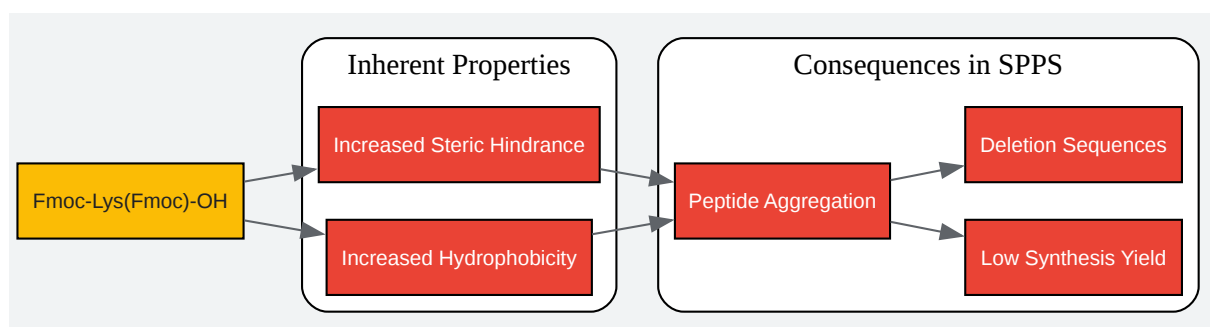 Inherent Properties
Consequences in SPPS
Increased Steric Hindrance
Deletion Sequences
Fmoc-Lys(Fmoc)-OH
Peptide Aggregation
Increased Hydrophobicity
Low Synthesis Yield